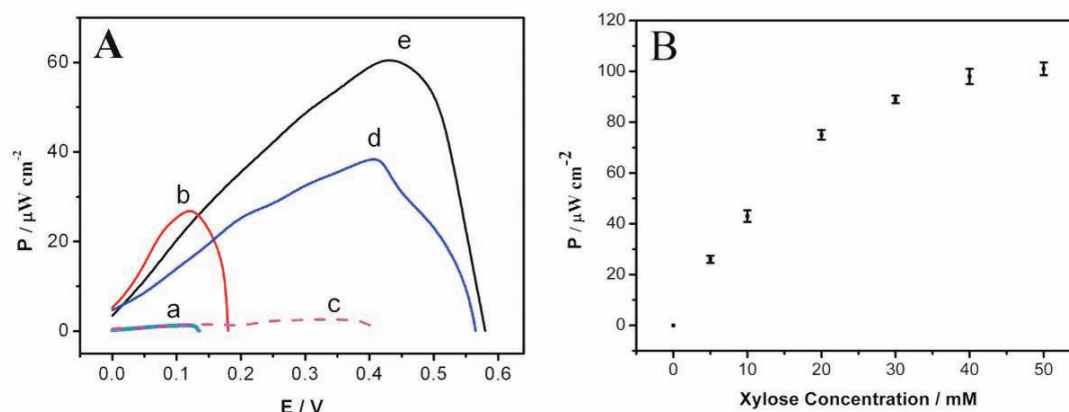 A
P / μW cm⁻²
60
40
20
0
a
b
c
d
e
0.0 0.1 0.2 0.3 0.4 0.5 0.6
E / V
B
P / μW cm⁻²
120
100
80
60
40
20
0
0 10 20 30 40 50
Xylose Concentration / mM